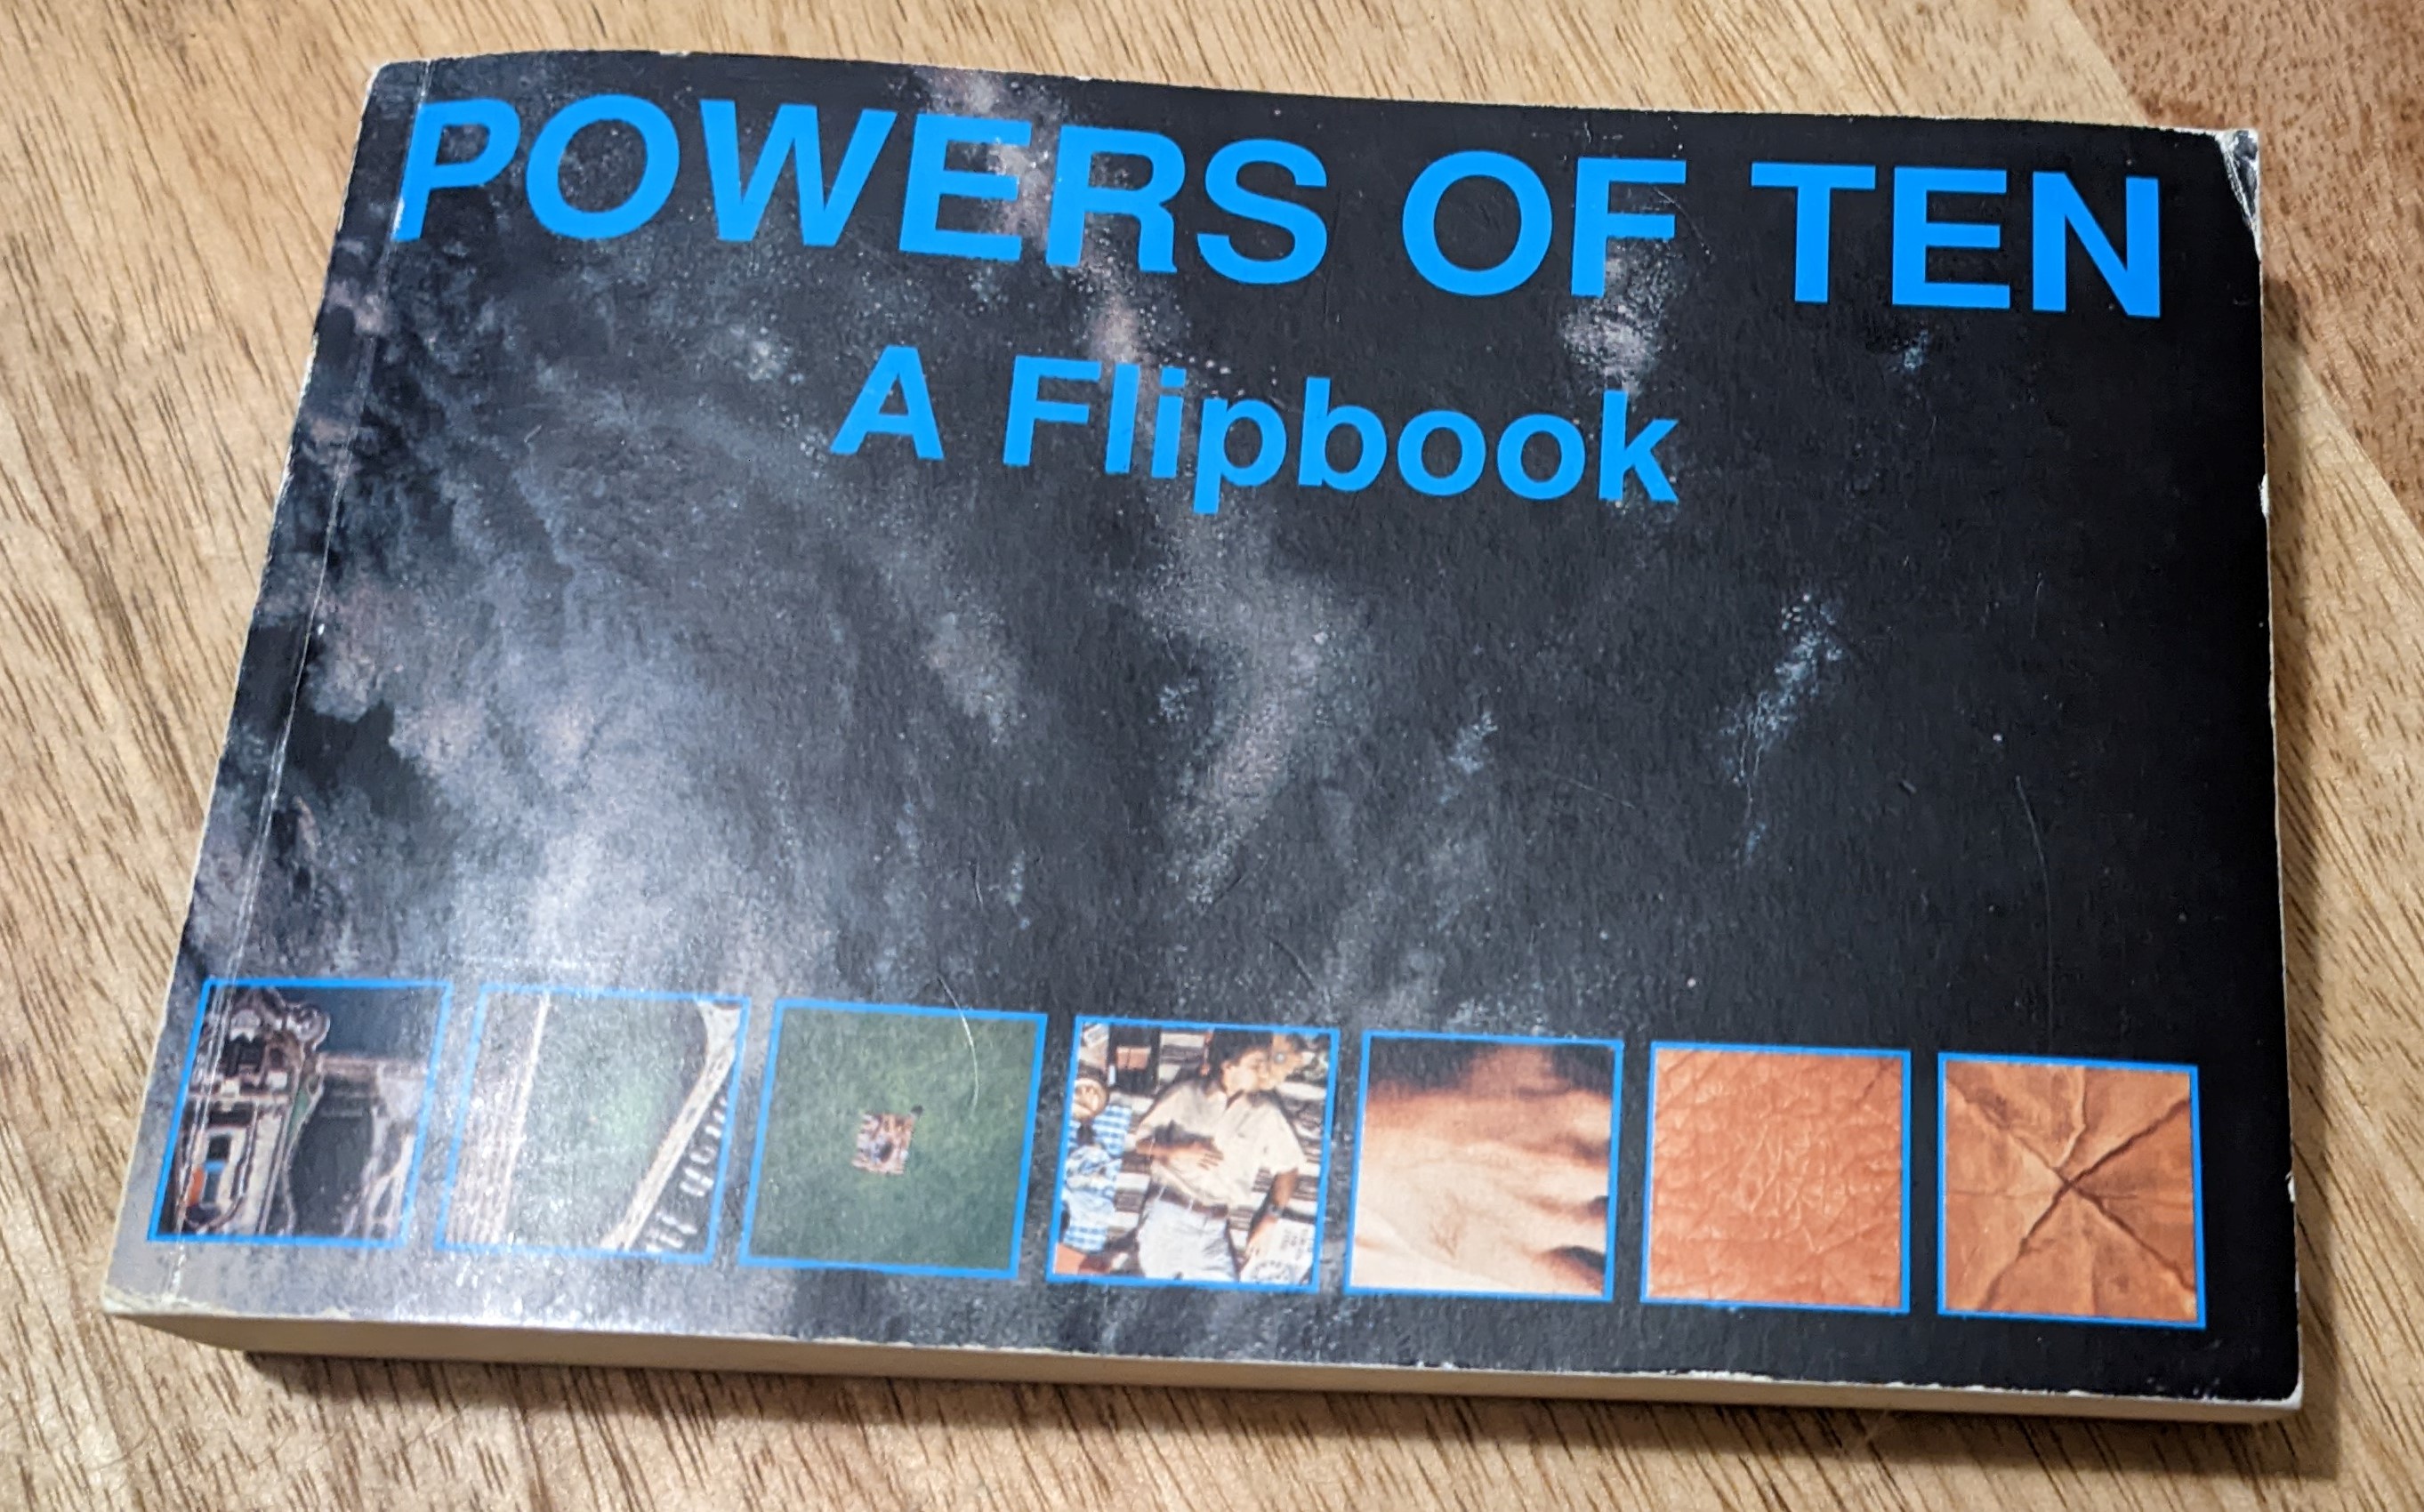 POWERS OF TEN
A Flipbook